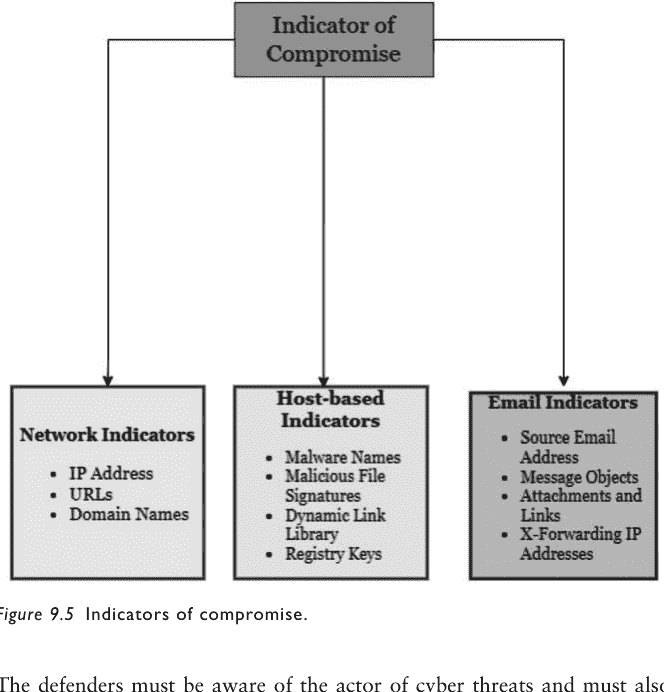 Indicator of
Compromise
Network Indicators
• IP Address
• URLs
• Domain Names
Host-based
Indicators
• Malware Names
• Malicious File
Signatures
• Dynamic Link
Library
• Registry Keys
Email Indicators
• Source Email
Address
• Message Objects
• Attachments and
Links
• X-Forwarding IP
Addresses
Figure 9.5 Indicators of compromise.
The defenders must be aware of the actor of cyber threats and must also